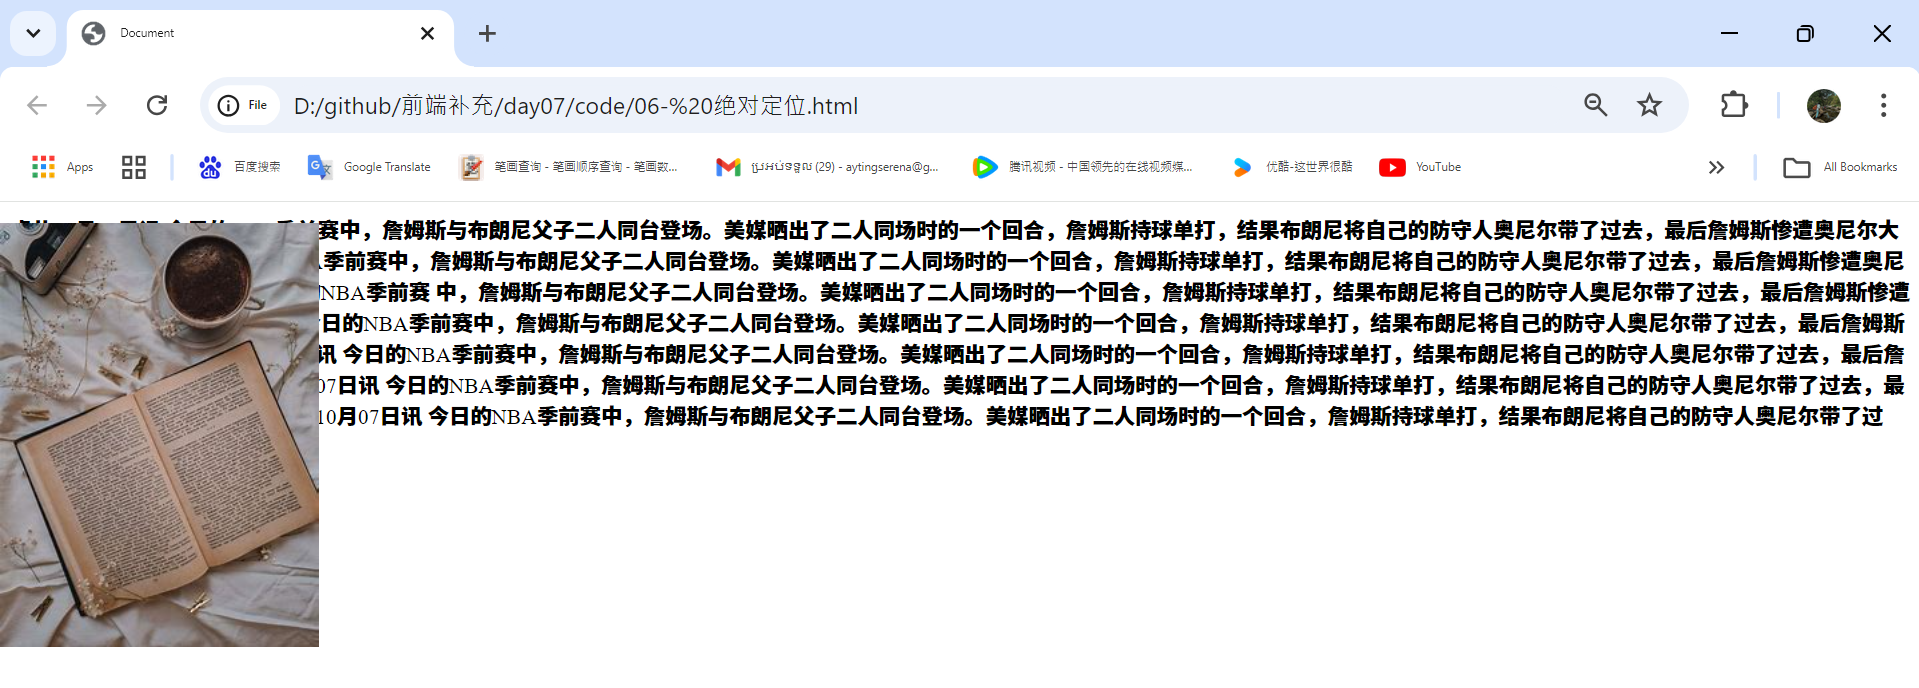 Document
File
D:/github/前端补充/day07/code/06-%20绝对定位.html
Apps
百度搜索
Google Translate
笔画查询 - 笔画顺序查询 - 笔画数...
ប្រអប់ទទួល (29) - aytingserena@g...
腾讯视频 - 中国领先的在线视频媒...
优酷-这世界很酷
YouTube
All Bookmarks
赛中，詹姆斯与布朗尼父子二人同台登场。美媒晒出了二人同场时的一个回合，詹姆斯持球单打，结果布朗尼将自己的防守人奥尼尔带了过去，最后詹姆斯惨遭奥尼尔大
季前赛中，詹姆斯与布朗尼父子二人同台登场。美媒晒出了二人同场时的一个回合，詹姆斯持球单打，结果布朗尼将自己的防守人奥尼尔带了过去，最后詹姆斯惨遭奥尼
NBA季前赛 中，詹姆斯与布朗尼父子二人同台登场。美媒晒出了二人同场时的一个回合，詹姆斯持球单打，结果布朗尼将自己的防守人奥尼尔带了过去，最后詹姆斯惨遭
日的NBA季前赛中，詹姆斯与布朗尼父子二人同台登场。美媒晒出了二人同场时的一个回合，詹姆斯持球单打，结果布朗尼将自己的防守人奥尼尔带了过去，最后詹姆斯
讯 今日的NBA季前赛中，詹姆斯与布朗尼父子二人同台登场。美媒晒出了二人同场时的一个回合，詹姆斯持球单打，结果布朗尼将自己的防守人奥尼尔带了过去，最后詹
07日讯 今日的NBA季前赛中，詹姆斯与布朗尼父子二人同台登场。美媒晒出了二人同场时的一个回合，詹姆斯持球单打，结果布朗尼将自己的防守人奥尼尔带了过去，最
10月07日讯 今日的NBA季前赛中，詹姆斯与布朗尼父子二人同台登场。美媒晒出了二人同场时的一个回合，詹姆斯持球单打，结果布朗尼将自己的防守人奥尼尔带了过